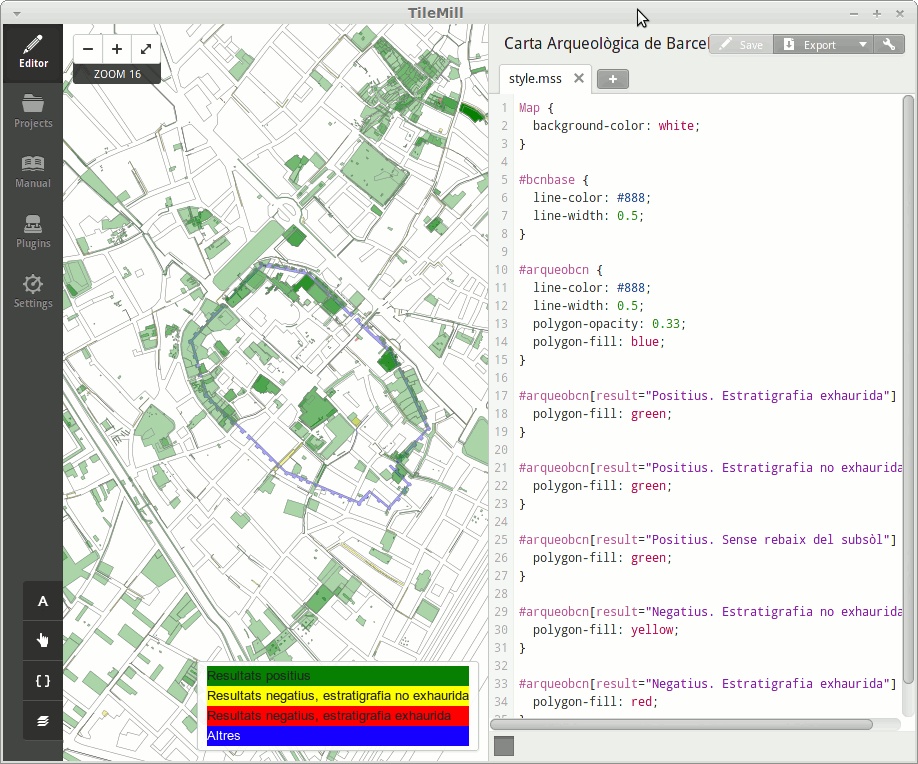 TileMill
Editor
Projects
Manual
Plugins
Settings
A
{ }
ZOOM 16
Resultats positius
Resultats negatius, estratigrafia no exhaurida
Resultats negatius, estratigrafia exhaurida
Altres
Carta Arqueològica de Barcel
Save
Export
style.mss
1 Map {
2 background-color: white;
3 }
4
5 #bcnbase {
6 line-color: #888;
7 line-width: 0.5;
8 }
9
10 #arqueobcn {
11 line-color: #888;
12 line-width: 0.5;
13 polygon-opacity: 0.33;
14 polygon-fill: blue;
15 }
16
17 #arqueobcn[result="Positius. Estratigrafia exhaurida"]
18 polygon-fill: green;
19 }
20
21 #arqueobcn[result="Positius. Estratigrafia no exhaurida
22 polygon-fill: green;
23 }
24
25 #arqueobcn[result="Positius. Sense rebaix del subsòl"]
26 polygon-fill: green;
27 }
28
29 #arqueobcn[result="Negatius. Estratigrafia no exhaurida
30 polygon-fill: yellow;
31 }
32
33 #arqueobcn[result="Negatius. Estratigrafia exhaurida"]
34 polygon-fill: red;